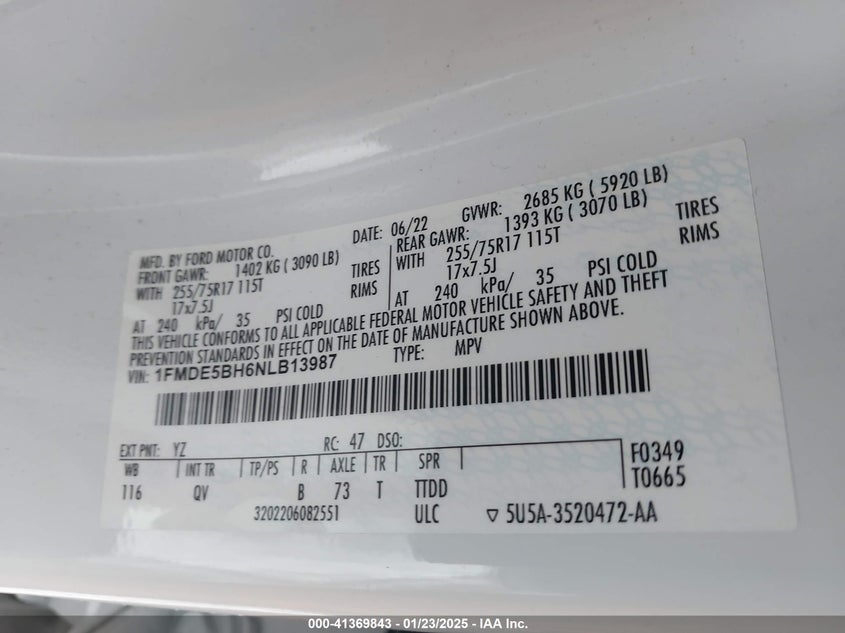 MFD. BY FORD MOTOR CO. DATE: 06/22 GVWR: 2685 KG ( 5920 LB)
FRONT GAWR: 1402 KG ( 3090 LB) REAR GAWR: 1393 KG ( 3070 LB)
WITH 255/75R17 115T TIRES WITH 255/75R17 115T TIRES
17x7.5J RIMS 17x7.5J RIMS
AT 240 kPa/ 35 PSI COLD AT 240 kPa/ 35 PSI COLD
THIS VEHICLE CONFORMS TO ALL APPLICABLE FEDERAL MOTOR VEHICLE SAFETY AND THEFT
PREVENTION STANDARDS IN EFFECT ON THE DATE OF MANUFACTURE SHOWN ABOVE.
VIN: 1FMDE5BH6NLB13987 TYPE: MPV
EXT PNT: YZ RC: 47 DSO:
WB INT TR TP/PS R AXLE TR SPR F0349
116 QV B 73 T TTDD T0665
3202206082551 ULC ▽ 5U5A-3520472-AA
000-41369843 - 01/23/2025 - IAA Inc.